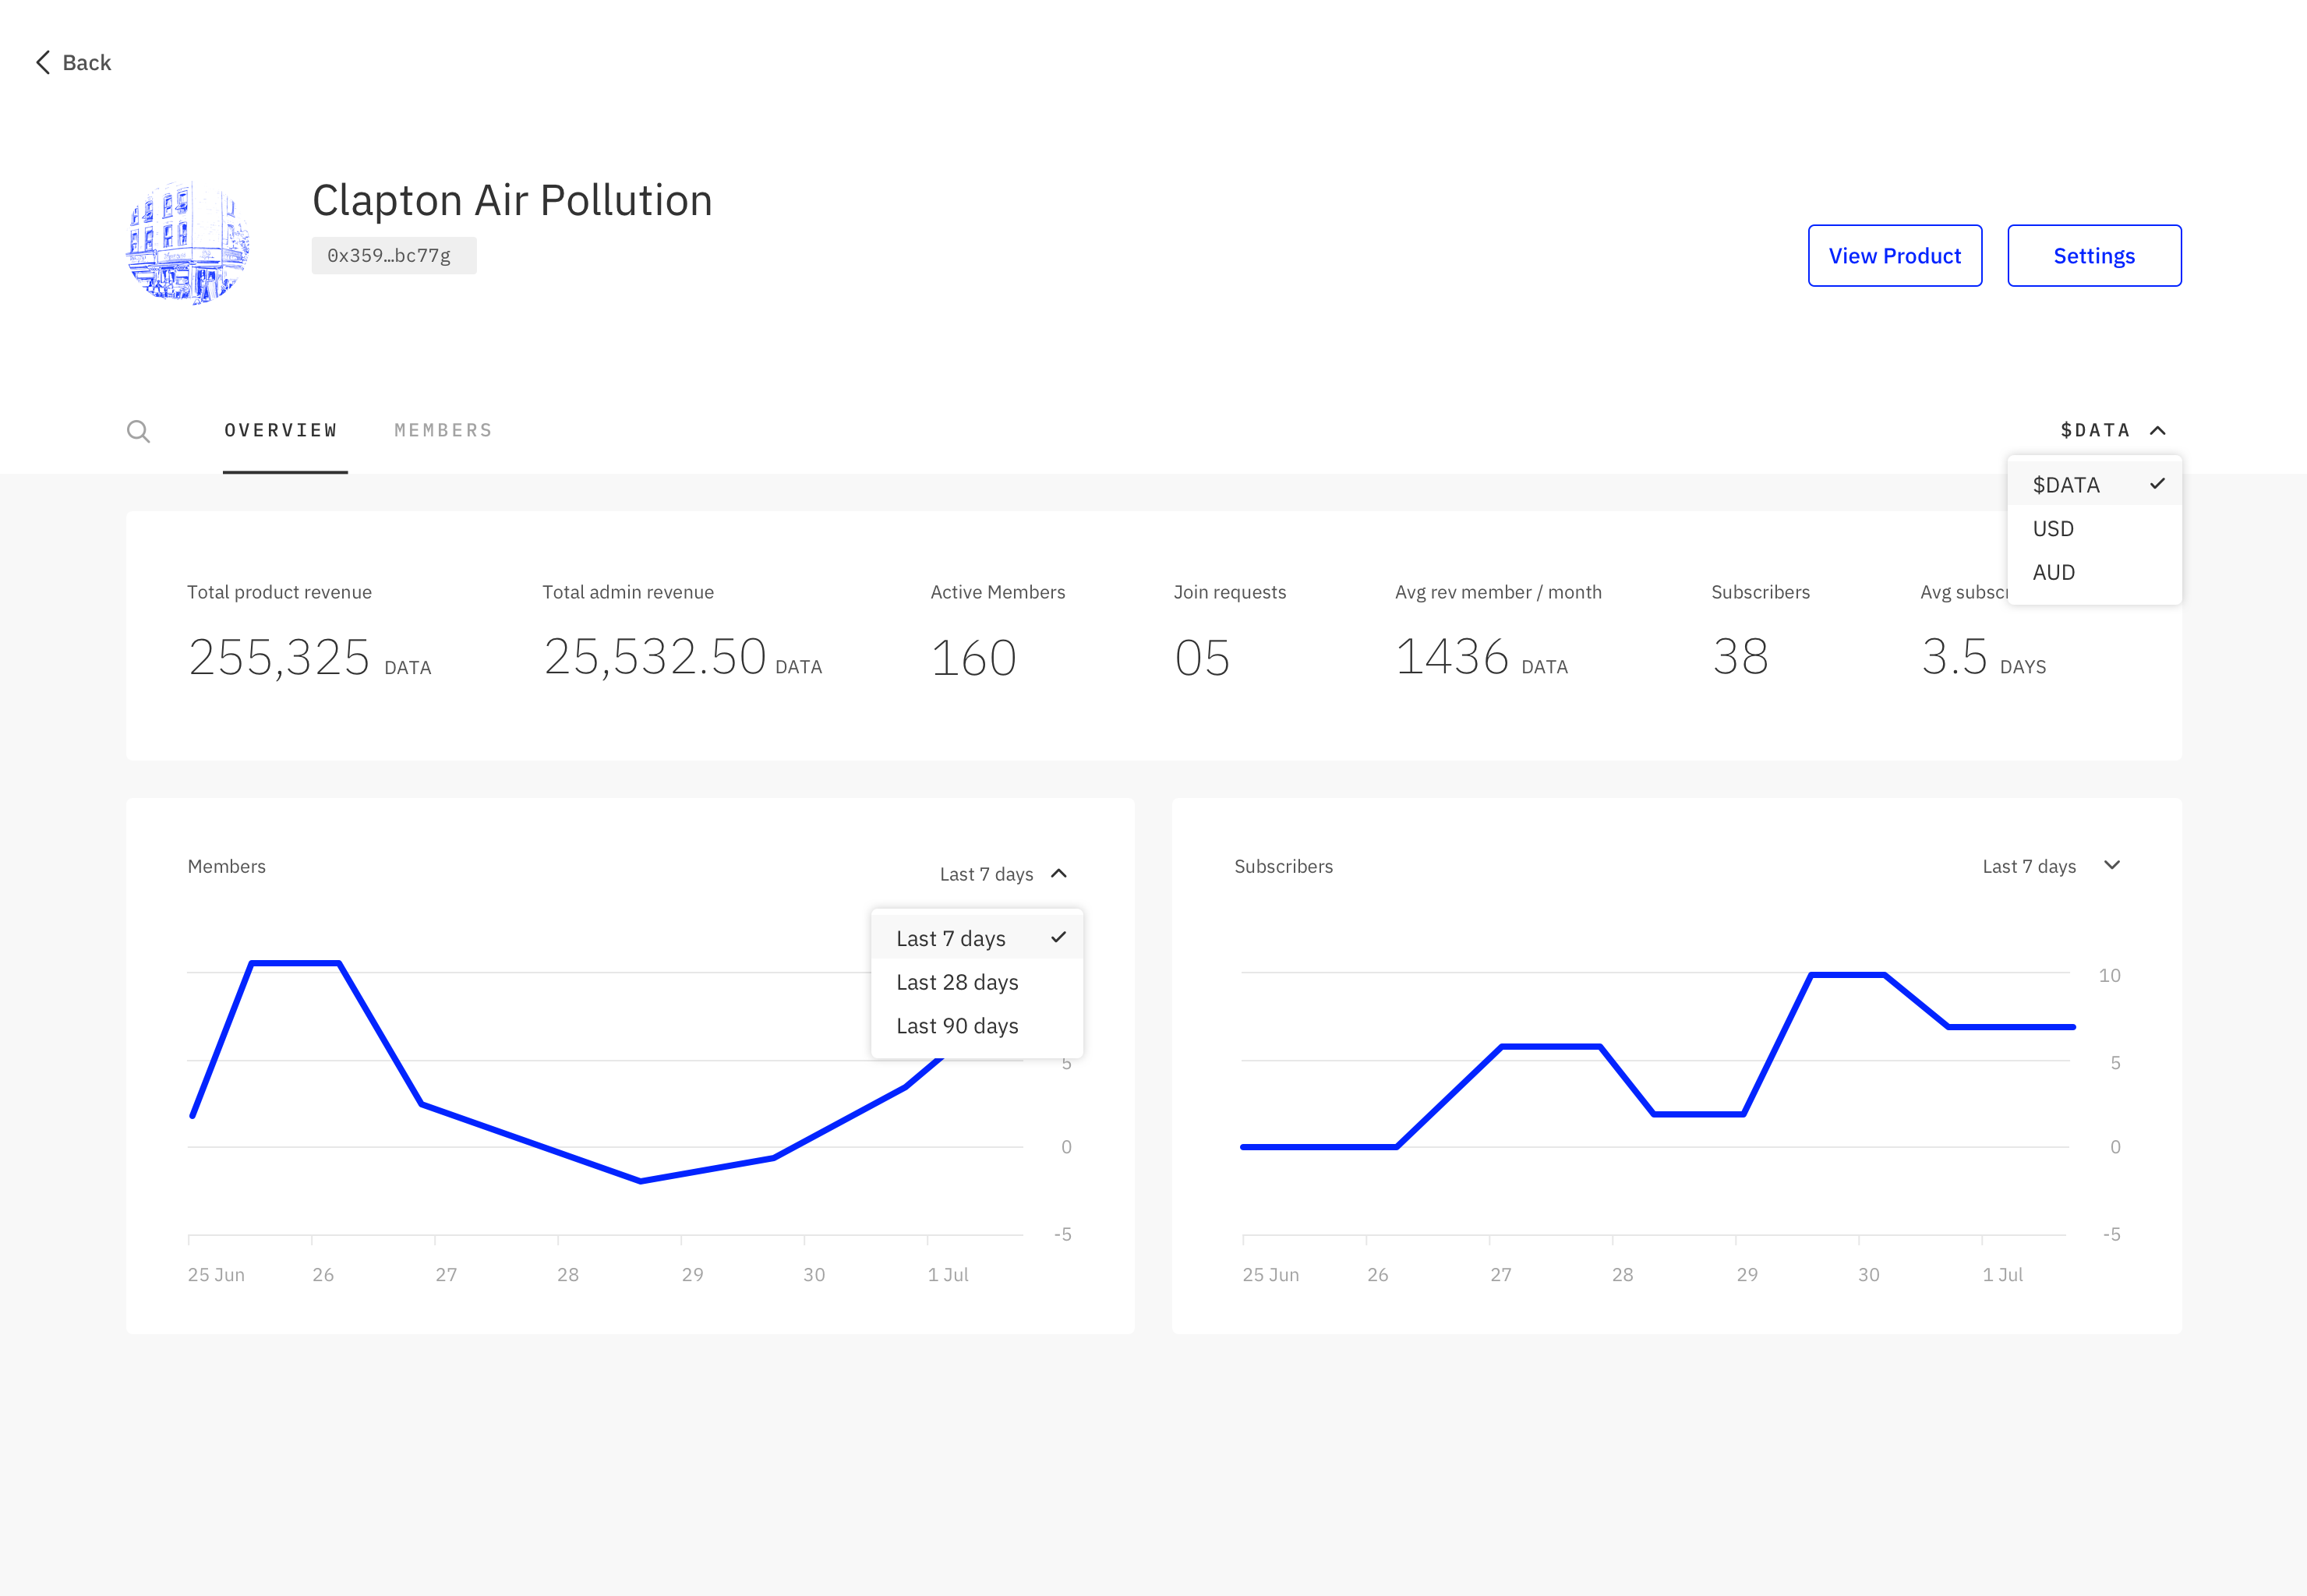 Back
Clapton Air Pollution
0x359…bc77g
View Product
Settings
OVERVIEW
MEMBERS
$DATA
$DATA
USD
AUD
Total product revenue
255,325 DATA
Total admin revenue
25,532.50 DATA
Active Members
160
Join requests
05
Avg rev member / month
1436 DATA
Subscribers
38
Avg
3.5 DAYS
Members
Last 7 days
Last 7 days
Last 28 days
Last 90 days
5
0
-5
25 Jun 26 27 28 29 30 1 Jul
Subscribers
Last 7 days
10
5
0
-5
25 Jun 26 27 28 29 30 1 Jul